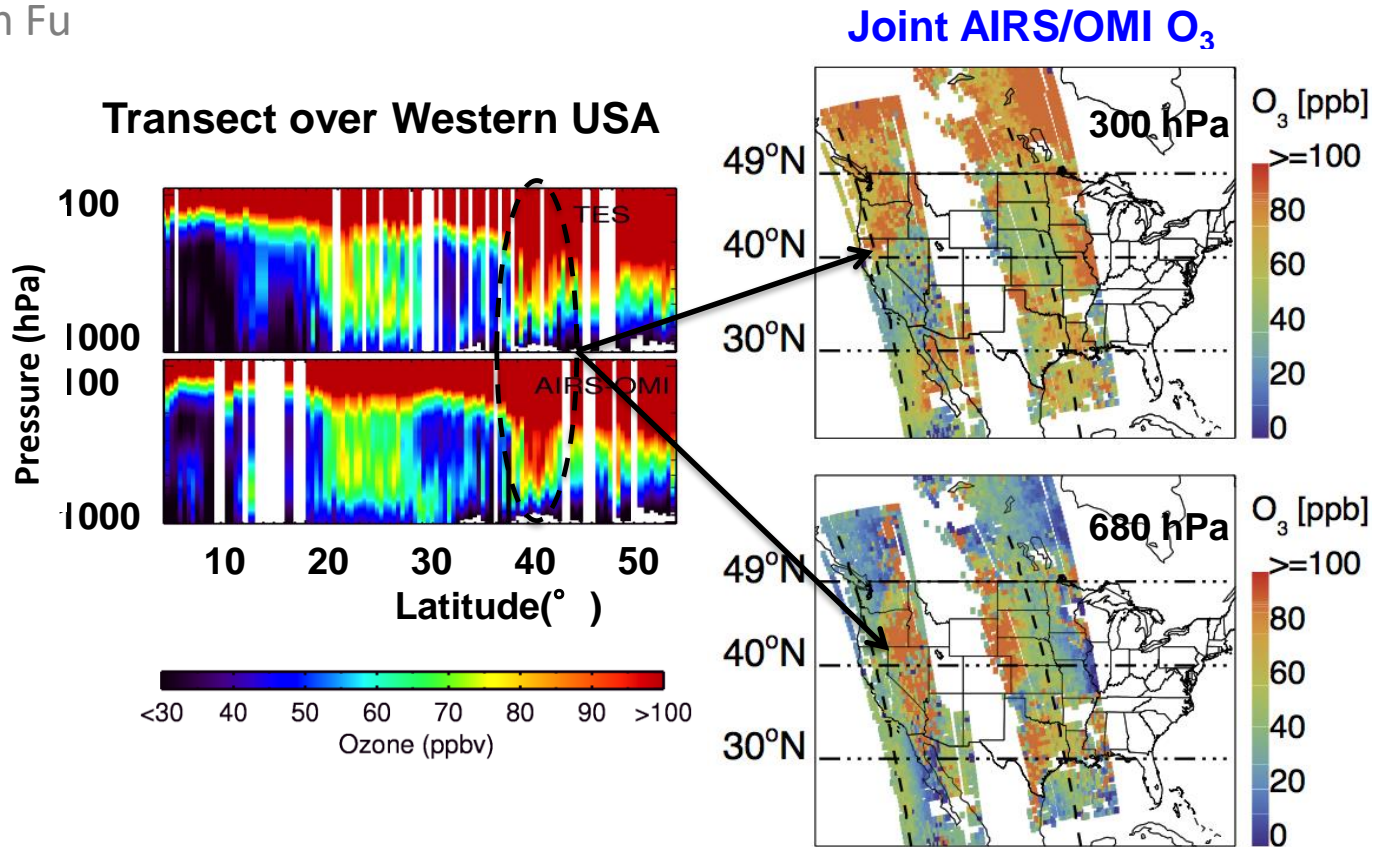 n Fu
Joint AIRS/OMI O₃
Transect over Western USA
100
TES
1000
100
AIRS-OMI
1000
Pressure (hPa)
10 20 30 40 50
Latitude(° )
<30 40 50 60 70 80 90 >100
Ozone (ppbv)
300 hPa
49°N
40°N
30°N
O₃ [ppb]
>=100
80
60
40
20
0
680 hPa
49°N
40°N
30°N
O₃ [ppb]
>=100
80
60
40
20
0